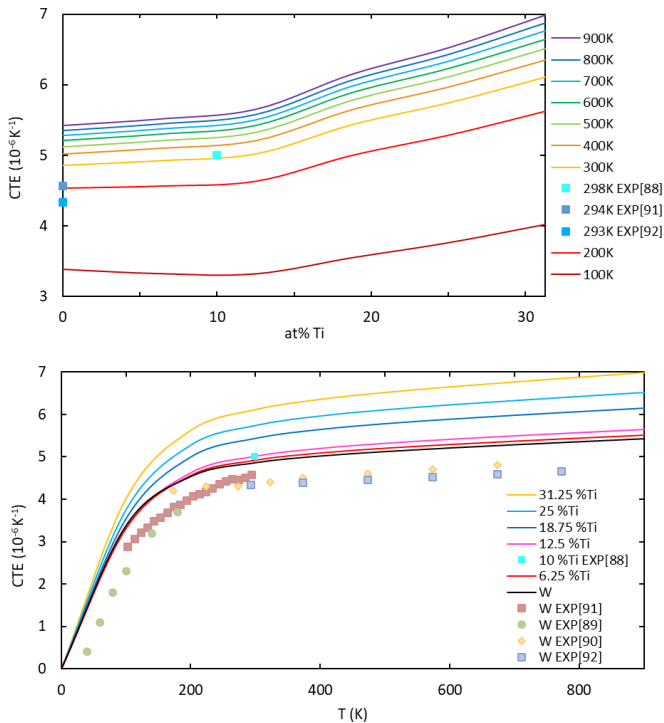 7
6
5
4
3
CTE (10⁻⁶ K⁻¹)
0
10
20
30
at% Ti
900K
800K
700K
600K
500K
400K
300K
298K EXP[88]
294K EXP[91]
293K EXP[92]
200K
100K
7
6
5
4
3
2
1
0
CTE (10⁻⁶K⁻¹)
0
200
400
600
800
T (K)
31.25 %Ti
25 %Ti
18.75 %Ti
12.5 %Ti
10 %Ti EXP[88]
6.25 %Ti
W
W EXP[91]
W EXP[89]
W EXP[90]
W EXP[92]